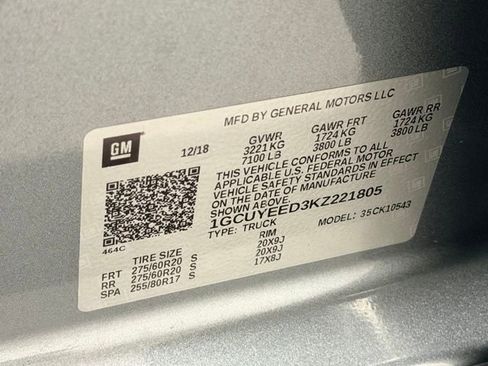 MFD BY GENERAL MOTORS LLC
GM 12/18 GVWR GAWR FRT GAWR RR
3221 KG 1724 KG 1724 KG
7100 LB 3800 LB 3800 LB
THIS VEHICLE CONFORMS TO ALL
APPLICABLE U.S. FEDERAL MOTOR
VEHICLE SAFETY STANDARDS IN EFFECT
ON THE DATE OF MANUFACTURE
SHOWN ABOVE.
1GCUYEED3KZ221805
TYPE: TRUCK MODEL: 35CK10543
464C
TIRE SIZE RIM
FRT 275/60R20 S 20X9J
RR 275/60R20 S 20X9J
SPA 255/80R17 S 17X8J